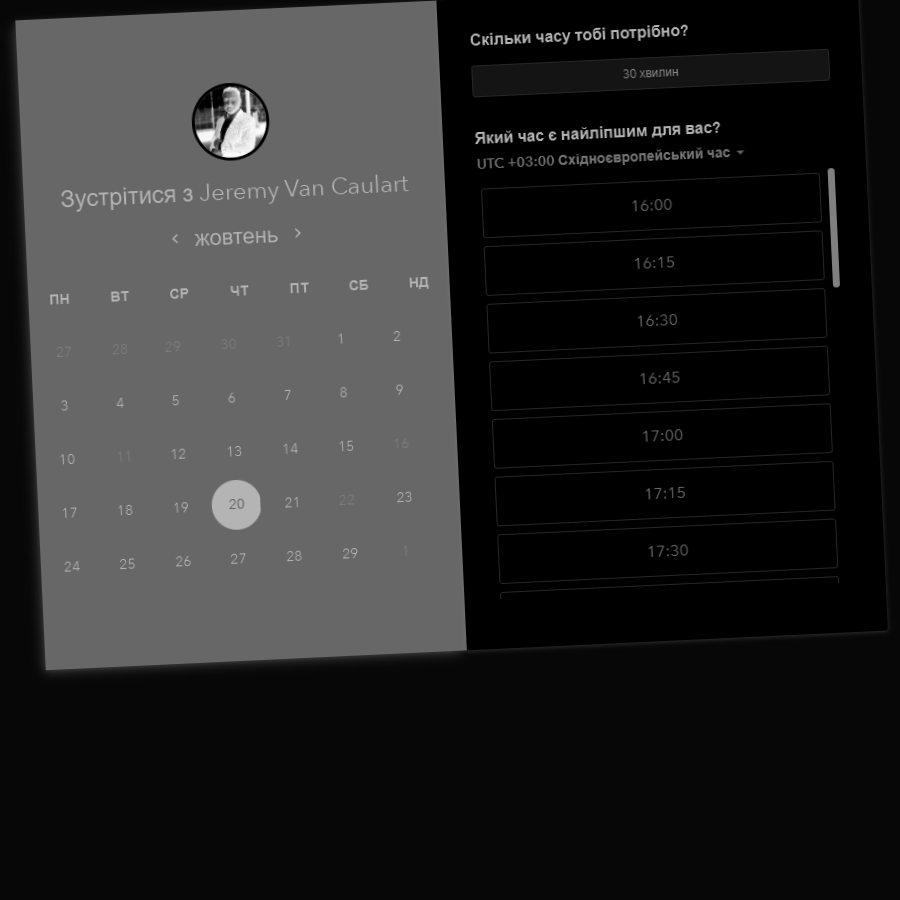 Зустрітися з Jeremy Van Caulart
жовтень
ПН ВТ СР ЧТ ПТ СБ НД
27 28 29 30 31 1 2
3 4 5 6 7 8 9
10 11 12 13 14 15 16
17 18 19 20 21 22 23
24 25 26 27 28 29 1
Скільки часу тобі потрібно?
30 хвилин
Який час є найліпшим для вас?
UTC +03:00 Східноєвропейський час
16:00
16:15
16:30
16:45
17:00
17:15
17:30